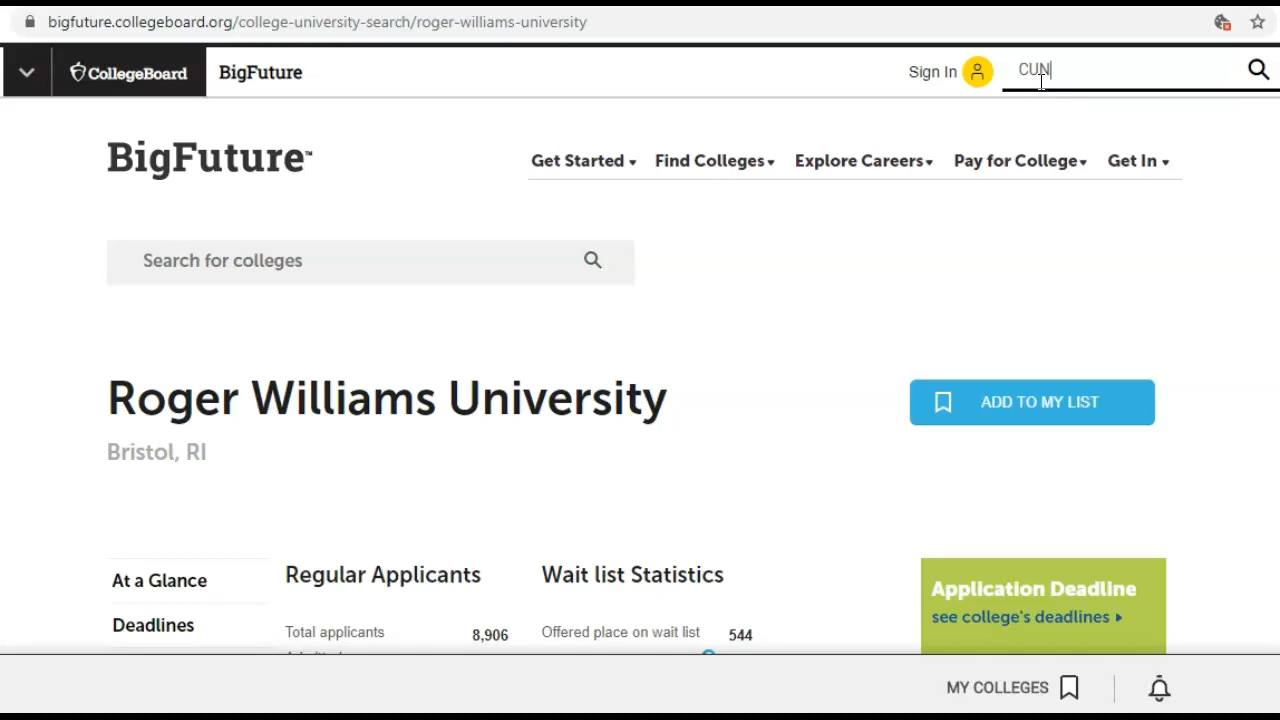 bigfuture.collegeboard.org/college-university-search/roger-williams-university
CollegeBoard
BigFuture
Sign In
CUN
BigFuture™
Get Started
Find Colleges
Explore Careers
Pay for College
Get In
Search for colleges
Roger Williams University
ADD TO MY LIST
Bristol, RI
At a Glance
Deadlines
Regular Applicants
Total applicants 8,906
Wait list Statistics
Offered place on wait list 544
Application Deadline
see college's deadlines
MY COLLEGES